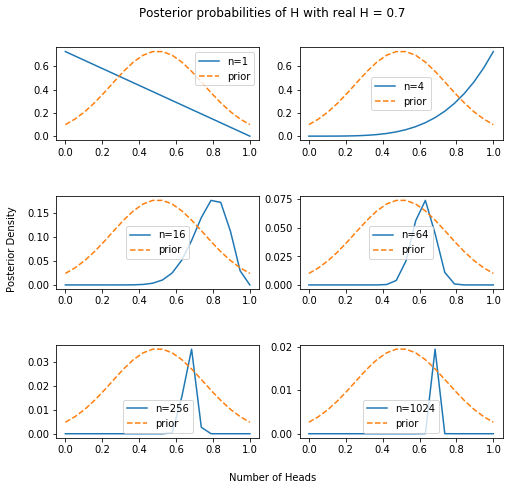 Posterior probabilities of H with real H = 0.7
0.6
0.4
0.2
0.0
n=1
prior
0.0 0.2 0.4 0.6 0.8 1.0
0.6
0.4
0.2
0.0
n=4
prior
0.0 0.2 0.4 0.6 0.8 1.0
Posterior Density
0.15
0.10
0.05
0.00
n=16
prior
0.0 0.2 0.4 0.6 0.8 1.0
0.075
0.050
0.025
0.000
n=64
prior
0.0 0.2 0.4 0.6 0.8 1.0
0.03
0.02
0.01
0.00
n=256
prior
0.0 0.2 0.4 0.6 0.8 1.0
0.02
0.01
0.00
n=1024
prior
0.0 0.2 0.4 0.6 0.8 1.0
Number of Heads